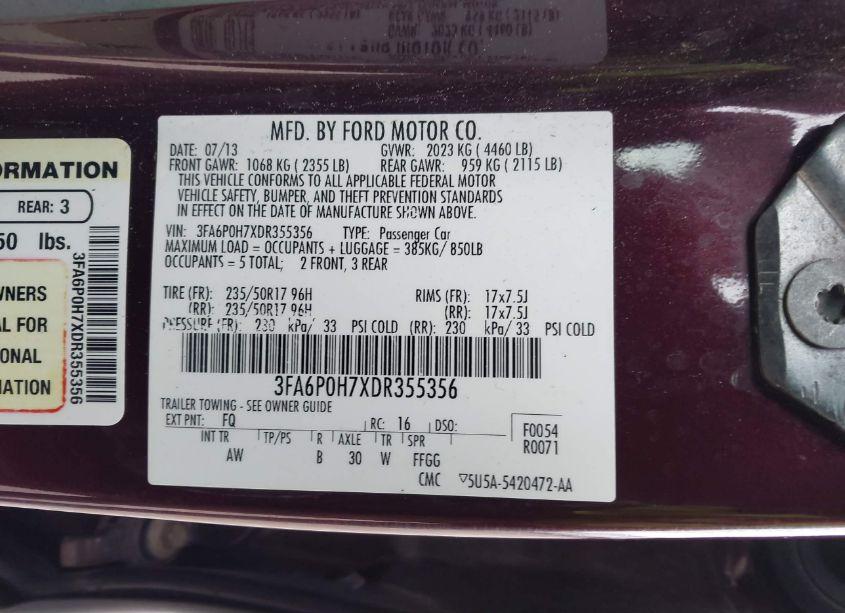 ORMATION
REAR: 3
50 lbs.
WNERS
AL FOR
ONAL
MATION
3FA6P0H7XDR355356
MFD. BY FORD MOTOR CO.
DATE: 07/13 GVWR: 2023 KG ( 4460 LB)
FRONT GAWR: 1068 KG ( 2355 LB) REAR GAWR: 959 KG ( 2115 LB)
THIS VEHICLE CONFORMS TO ALL APPLICABLE FEDERAL MOTOR
VEHICLE SAFETY, BUMPER, AND THEFT PREVENTION STANDARDS
IN EFFECT ON THE DATE OF MANUFACTURE SHOWN ABOVE.
VIN: 3FA6P0H7XDR355356 TYPE: Passenger Car
MAXIMUM LOAD = OCCUPANTS + LUGGAGE = 385KG/ 850LB
OCCUPANTS = 5 TOTAL; 2 FRONT, 3 REAR
TIRE (FR): 235/50R17 96H RIMS (FR): 17x7.5J
(RR): 235/50R17 96H (RR): 17x7.5J
PRESSURE (FR): 230 kPa/ 33 PSI COLD (RR): 230 kPa/ 33 PSI COLD
3FA6P0H7XDR355356
TRAILER TOWING - SEE OWNER GUIDE
EXT PNT: FQ RC: 16 DSO:
F0054
R0071
INT TR TP/PS R AXLE TR SPR
AW B 30 W FFGG
CMC ▽5U5A-5420472-AA